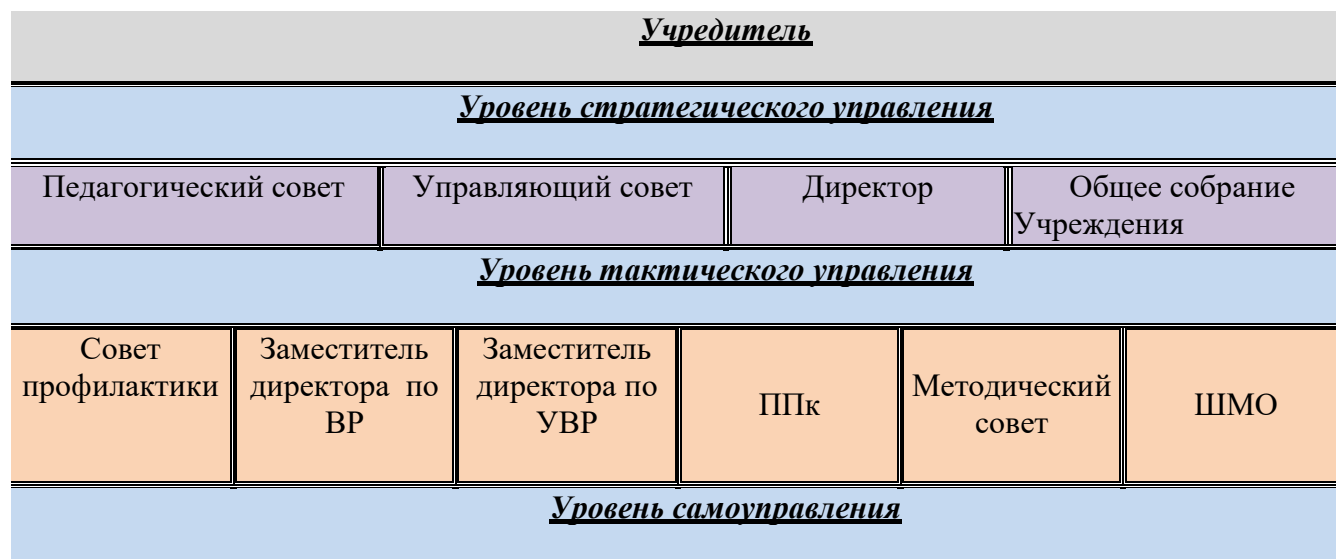 Учредитель
Уровень стратегического управления
Педагогический совет
Управляющий совет
Директор
Общее собрание
Учреждения
Уровень тактического управления
Совет
профилактики
Заместитель
директора по
ВР
Заместитель
директора по
УВР
ППк
Методический
совет
ШМО
Уровень самоуправления